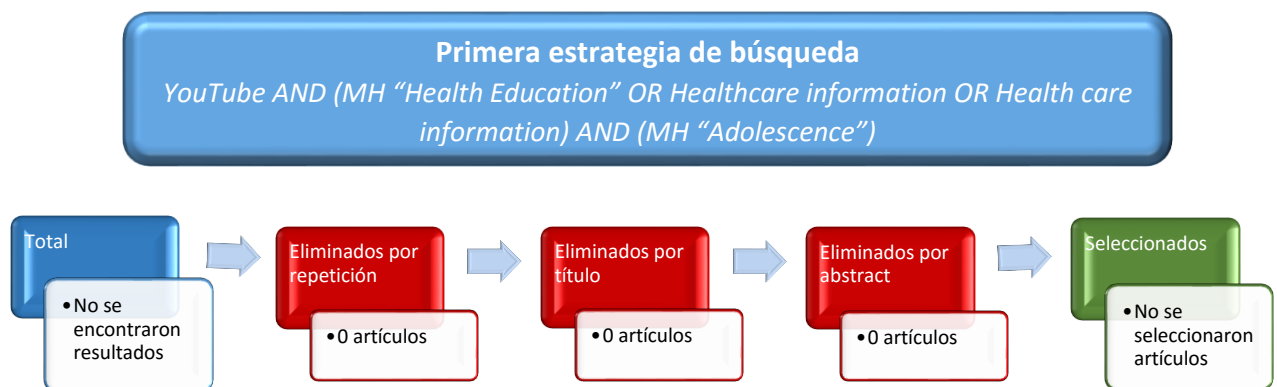 Primera estrategia de búsqueda
YouTube AND (MH “Health Education” OR Healthcare information OR Health care
information) AND (MH “Adolescence”)
Total
•No se
encontraron
resultados
Eliminados por
repetición
•0 artículos
Eliminados por
título
•0 artículos
Eliminados por
abstract
•0 artículos
Seleccionados
•No se
seleccionaron
artículos